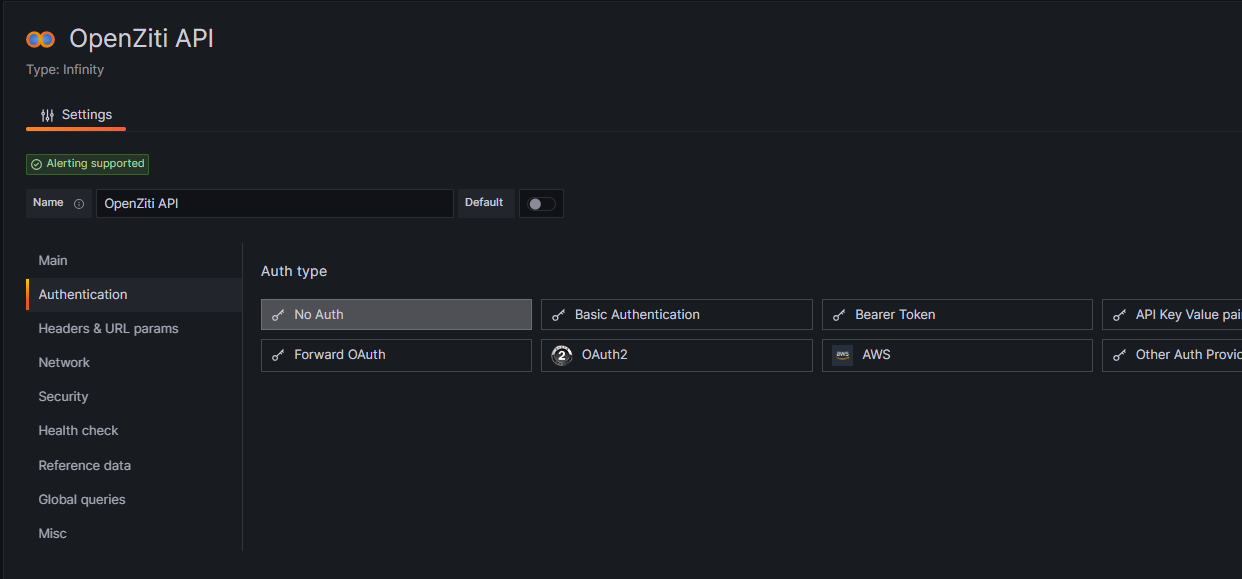 OpenZiti API
Type: Infinity
Settings
Alerting supported
Name OpenZiti API Default
Main
Authentication
Headers & URL params
Network
Security
Health check
Reference data
Global queries
Misc
Auth type
No Auth Basic Authentication Bearer Token API Key Value pai
Forward OAuth 2 OAuth2 aws AWS Other Auth Provi